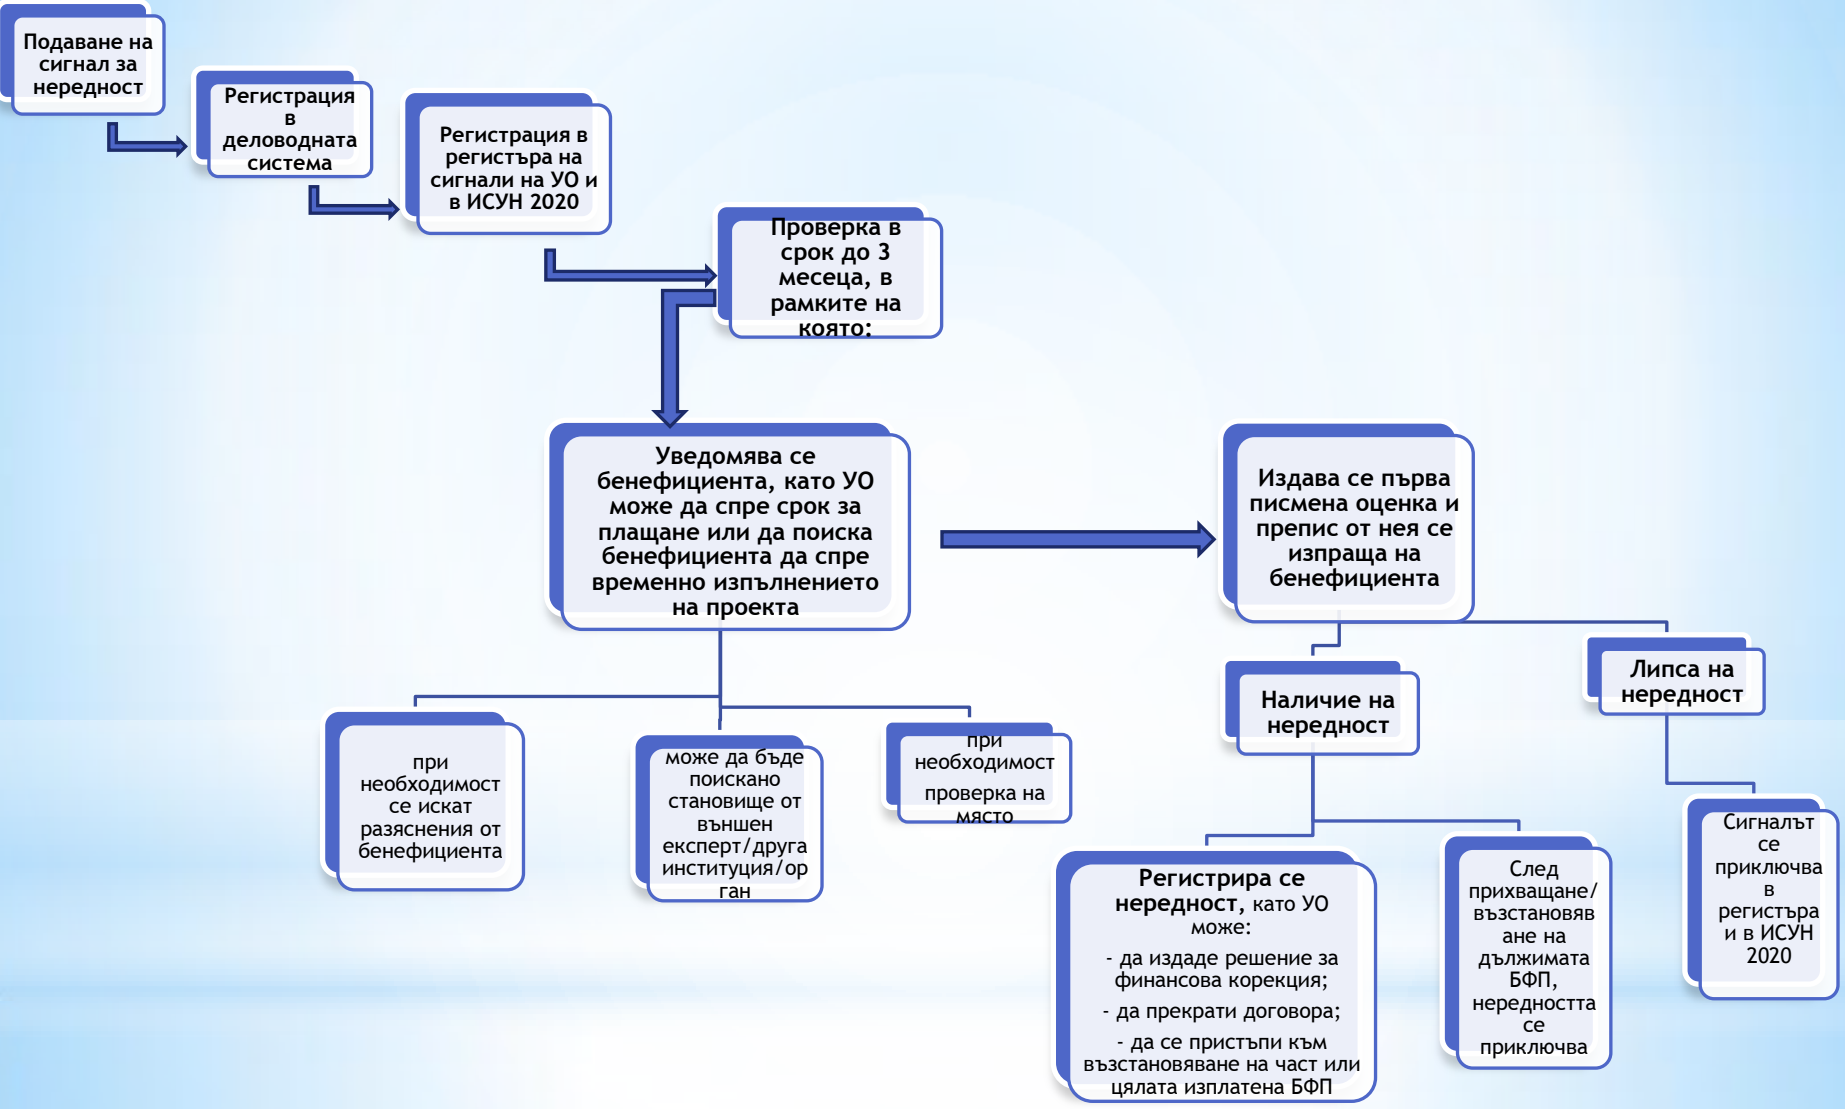 Подаване на
сигнал за
нередност
Регистрация
в
деловодната
система
Регистрация в
регистъра на
сигнали на УО и
в ИСУН 2020
Проверка в
срок до 3
месеца, в
рамките на
която:
Уведомява се
бенефициента, като УО
може да спре срок за
плащане или да поиска
бенефициента да спре
временно изпълнението
на проекта
Издава се първа
писмена оценка и
препис от нея се
изпраща на
бенефициента
при
необходимост
се искат
разяснения от
бенефициента
може да бъде
поискано
становище от
външен
експерт/друга
институция/ор
ган
при
необходимост
проверка на
място
Наличие на
нередност
Липса на
нередност
Регистрира се
нередност, като УО
може:
- да издаде решение за
финансова корекция;
- да прекрати договора;
- да се пристъпи към
възстановяване на част или
цялата изплатена БФП
След
прихващане/
възстановяв
ане на
дължимата
БФП,
нередността
се
приключва
Сигналът
се
приключва
в
регистъра
и в ИСУН
2020